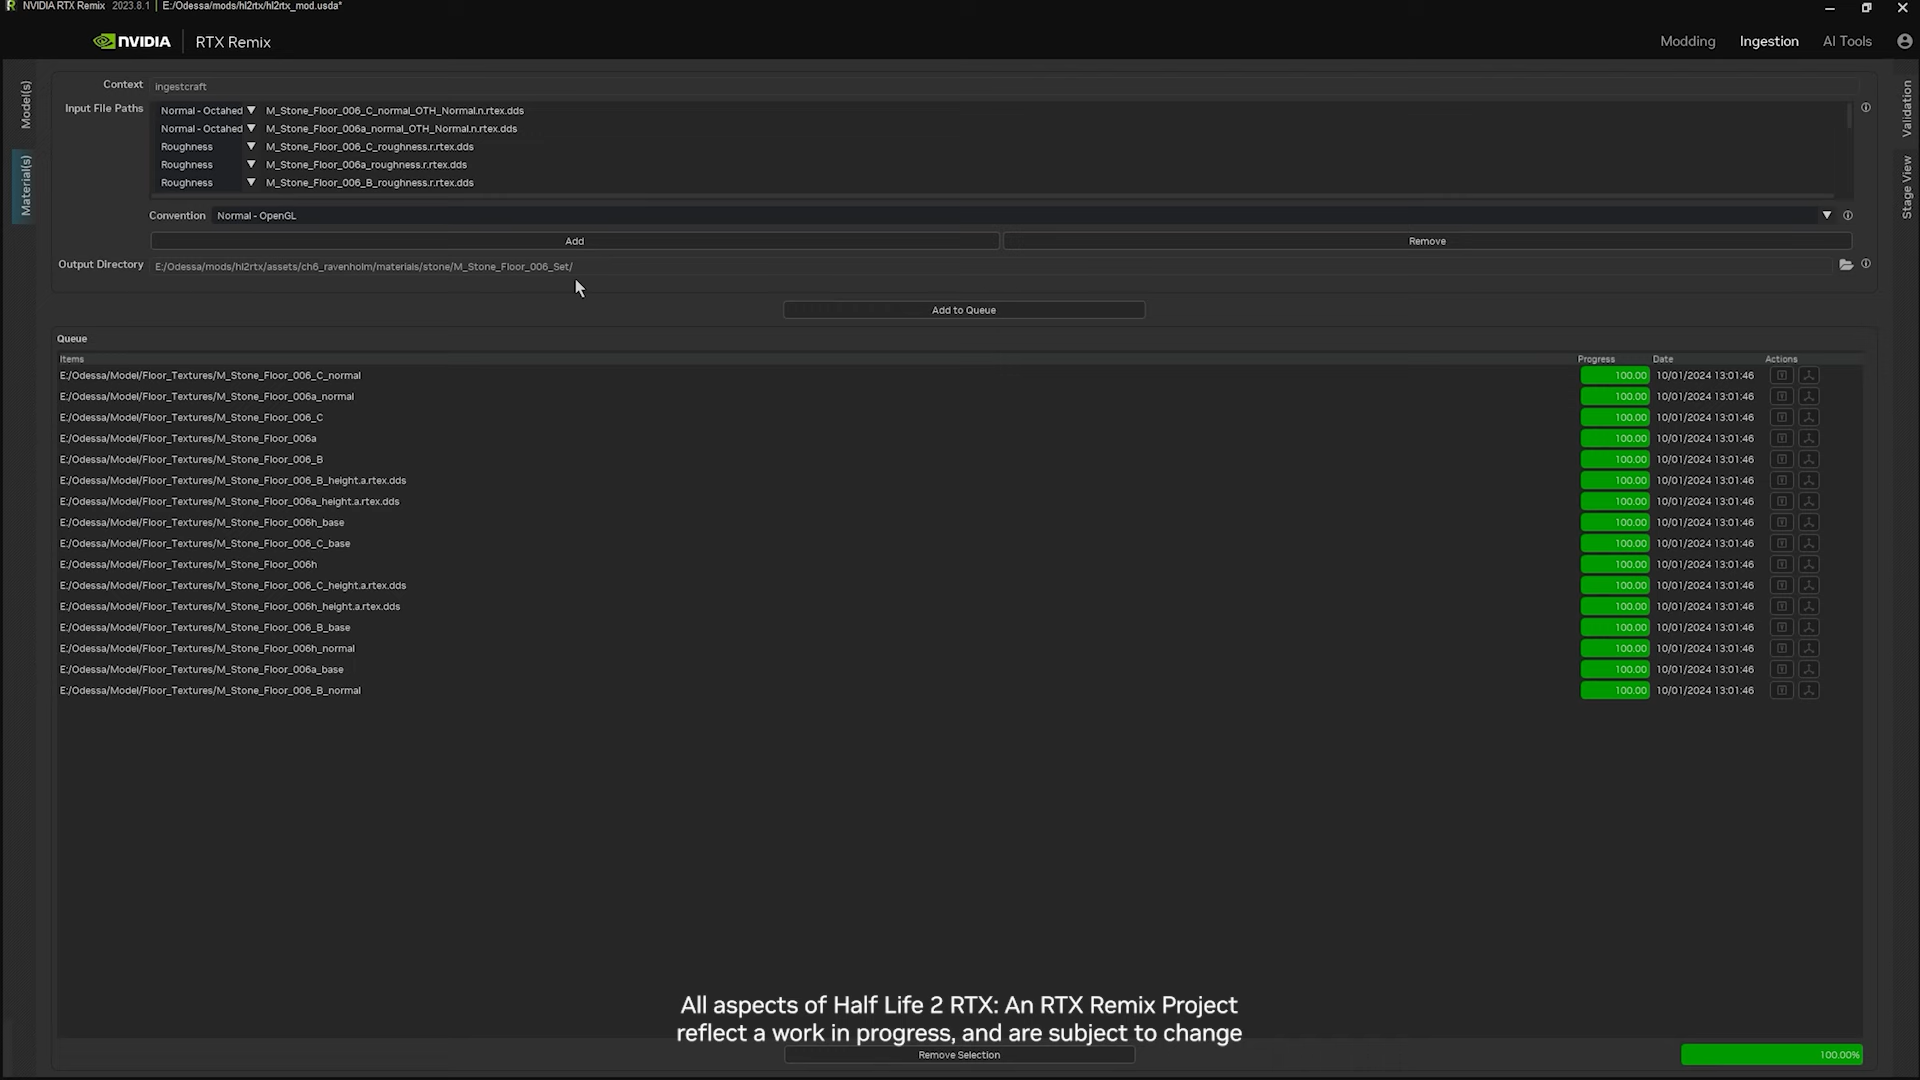 NVIDIA RTX Remix 2023.8.1 | E:/Odessa/mods/hl2rtx/hl2rtx_mod.usda*
NVIDIA RTX Remix
Modding Ingestion AI Tools
Model(s)
Material(s)
Validation
Stage View
Context ingestcraft
Input File Paths
Normal - Octahed M_Stone_Floor_006_C_normal_OTH_Normal.n.rtex.dds
Normal - Octahed M_Stone_Floor_006a_normal_OTH_Normal.n.rtex.dds
Roughness M_Stone_Floor_006_C_roughness.r.rtex.dds
Roughness M_Stone_Floor_006a_roughness.r.rtex.dds
Roughness M_Stone_Floor_006_B_roughness.r.rtex.dds
Convention Normal - OpenGL
Add Remove
Output Directory E:/Odessa/mods/hl2rtx/assets/ch6_ravenholm/materials/stone/M_Stone_Floor_006_Set/
Add to Queue
Queue
Items Progress Date Actions
E:/Odessa/Model/Floor_Textures/M_Stone_Floor_006_C_normal 100.00 10/01/2024 13:01:46
E:/Odessa/Model/Floor_Textures/M_Stone_Floor_006a_normal 100.00 10/01/2024 13:01:46
E:/Odessa/Model/Floor_Textures/M_Stone_Floor_006_C 100.00 10/01/2024 13:01:46
E:/Odessa/Model/Floor_Textures/M_Stone_Floor_006a 100.00 10/01/2024 13:01:46
E:/Odessa/Model/Floor_Textures/M_Stone_Floor_006_B 100.00 10/01/2024 13:01:46
E:/Odessa/Model/Floor_Textures/M_Stone_Floor_006_B_height.a.rtex.dds 100.00 10/01/2024 13:01:46
E:/Odessa/Model/Floor_Textures/M_Stone_Floor_006a_height.a.rtex.dds 100.00 10/01/2024 13:01:46
E:/Odessa/Model/Floor_Textures/M_Stone_Floor_006h_base 100.00 10/01/2024 13:01:46
E:/Odessa/Model/Floor_Textures/M_Stone_Floor_006_C_base 100.00 10/01/2024 13:01:46
E:/Odessa/Model/Floor_Textures/M_Stone_Floor_006h 100.00 10/01/2024 13:01:46
E:/Odessa/Model/Floor_Textures/M_Stone_Floor_006_C_height.a.rtex.dds 100.00 10/01/2024 13:01:46
E:/Odessa/Model/Floor_Textures/M_Stone_Floor_006h_height.a.rtex.dds 100.00 10/01/2024 13:01:46
E:/Odessa/Model/Floor_Textures/M_Stone_Floor_006_B_base 100.00 10/01/2024 13:01:46
E:/Odessa/Model/Floor_Textures/M_Stone_Floor_006h_normal 100.00 10/01/2024 13:01:46
E:/Odessa/Model/Floor_Textures/M_Stone_Floor_006a_base 100.00 10/01/2024 13:01:46
E:/Odessa/Model/Floor_Textures/M_Stone_Floor_006_B_normal 100.00 10/01/2024 13:01:46
All aspects of Half Life 2 RTX: An RTX Remix Project
reflect a work in progress, and are subject to change
Remove Selection 100.00%